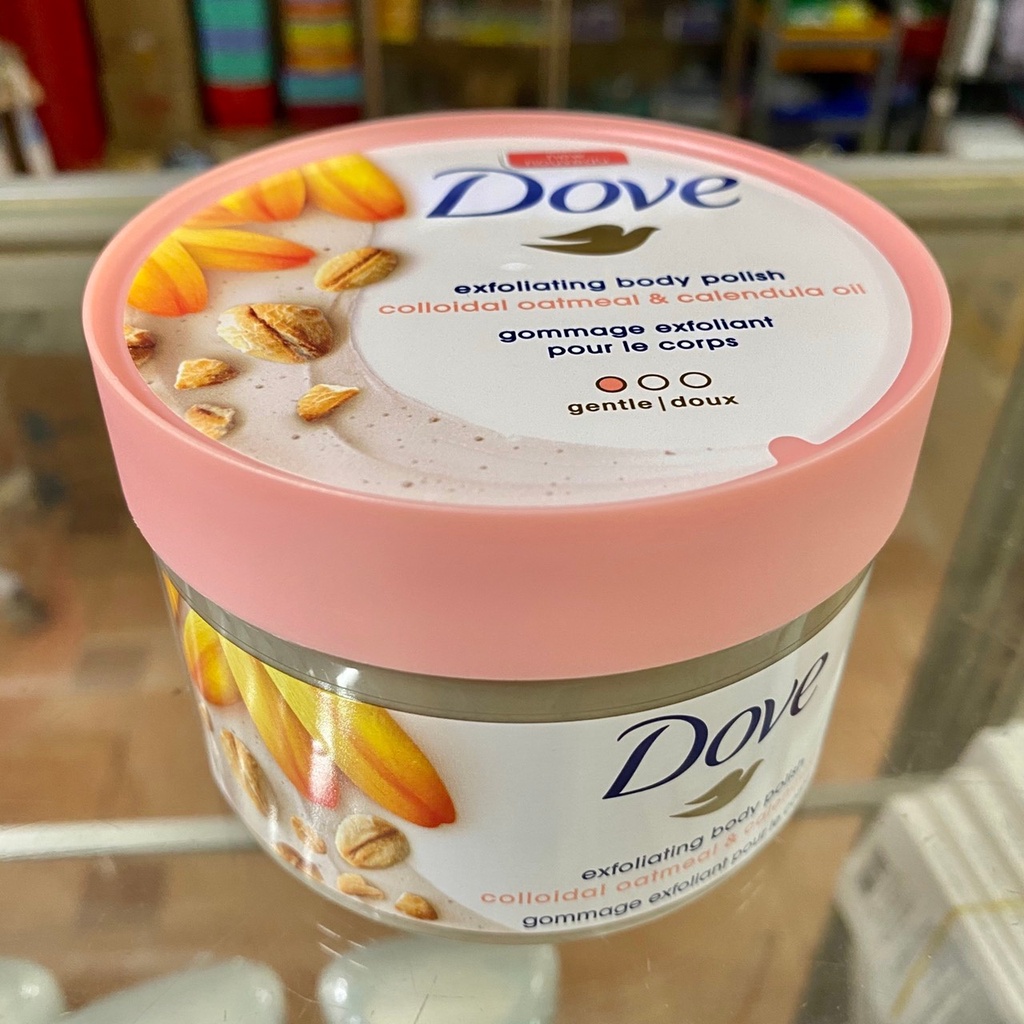 Dove
exfoliating body polish
colloidal oatmeal & calendula oil
gommage exfoliant
pour le corps
gentle | doux
Dove
exfoliating body polish
colloidal oatmeal &
gommage exfoliant pour le